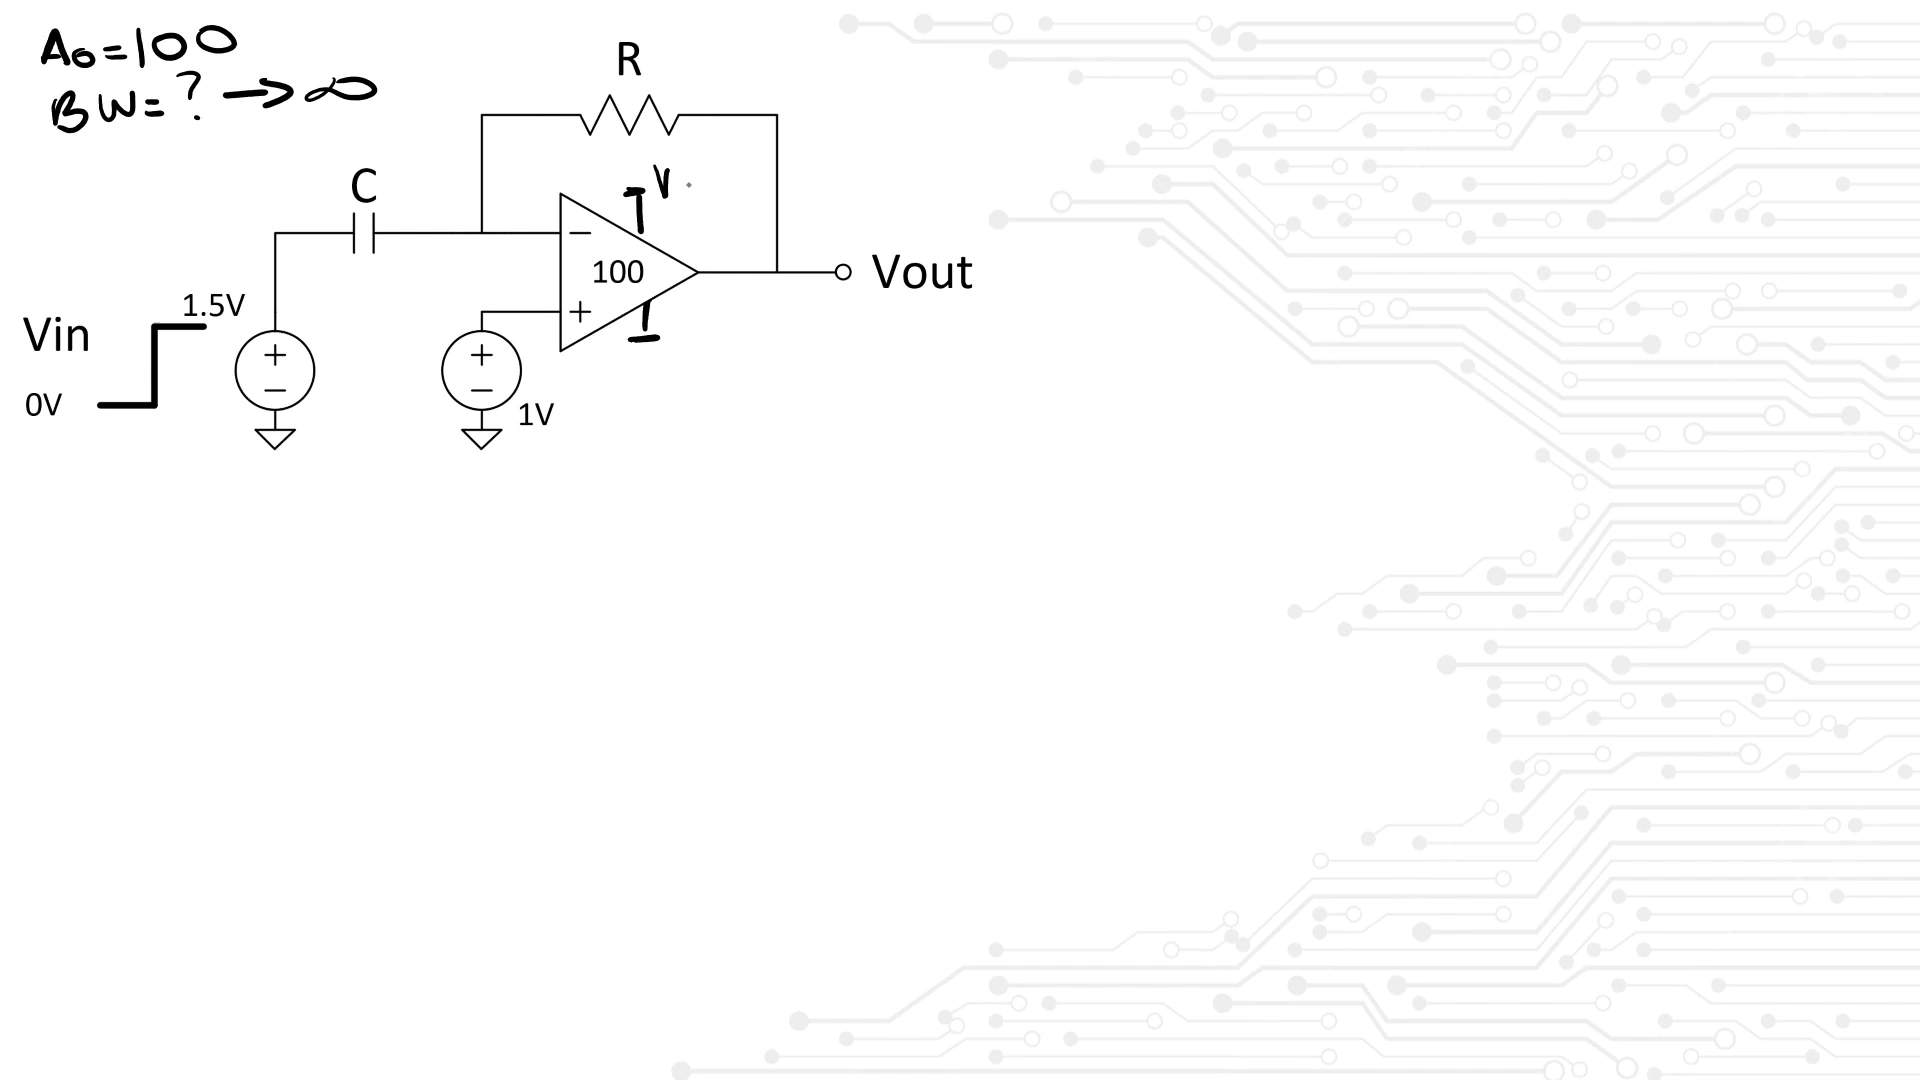 A₀=100
BW=? → ∞
R
C
V
100
Vout
1.5V
Vin
0V
1V